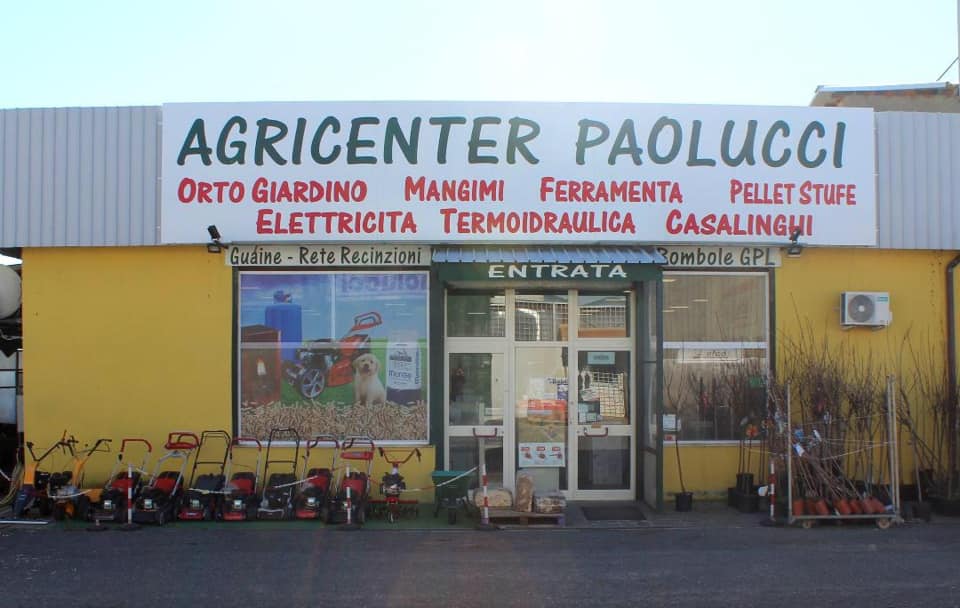 AGRICENTER PAOLUCCI
ORTO GIARDINO MANGIMI FERRAMENTA PELLET STUFE
ELETTRICITA TERMOIDRAULICA CASALINGHI
Guaine - Rete Recinzioni
ENTRATA
Bombole GPL